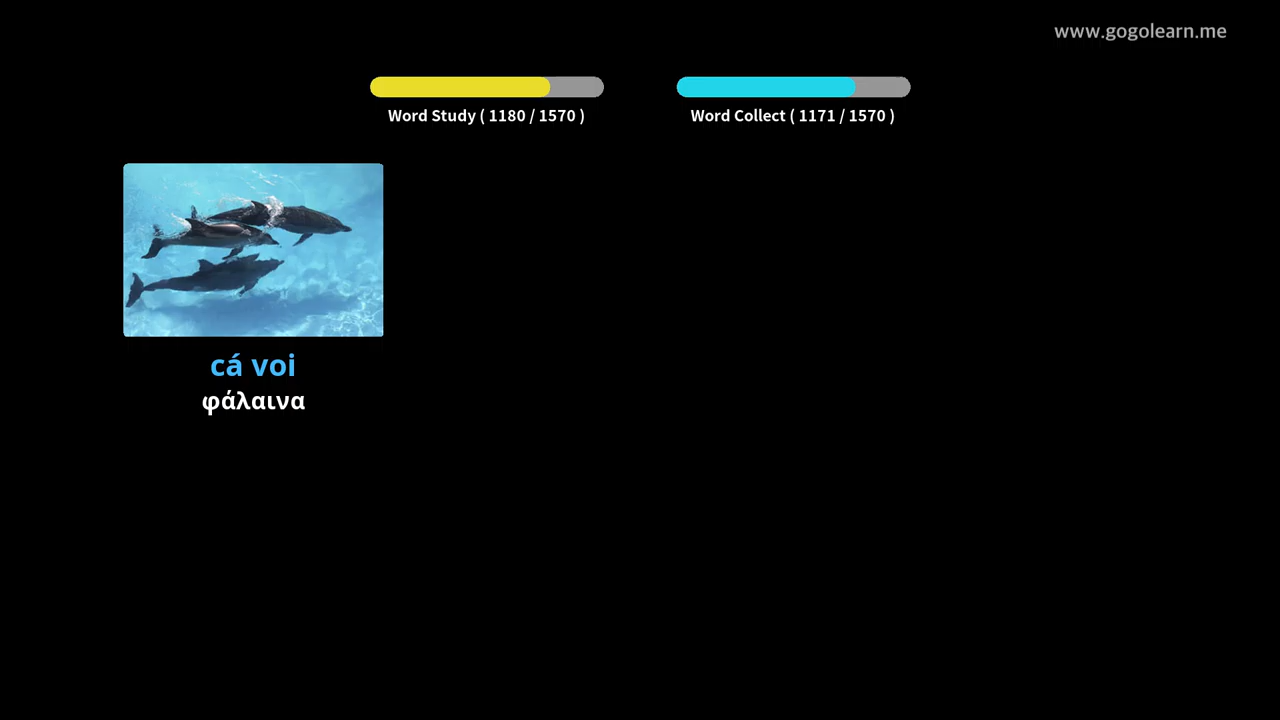 www.gogolearn.me
Word Study ( 1180 / 1570 )
Word Collect ( 1171 / 1570 )
cá voi
φάλαινα